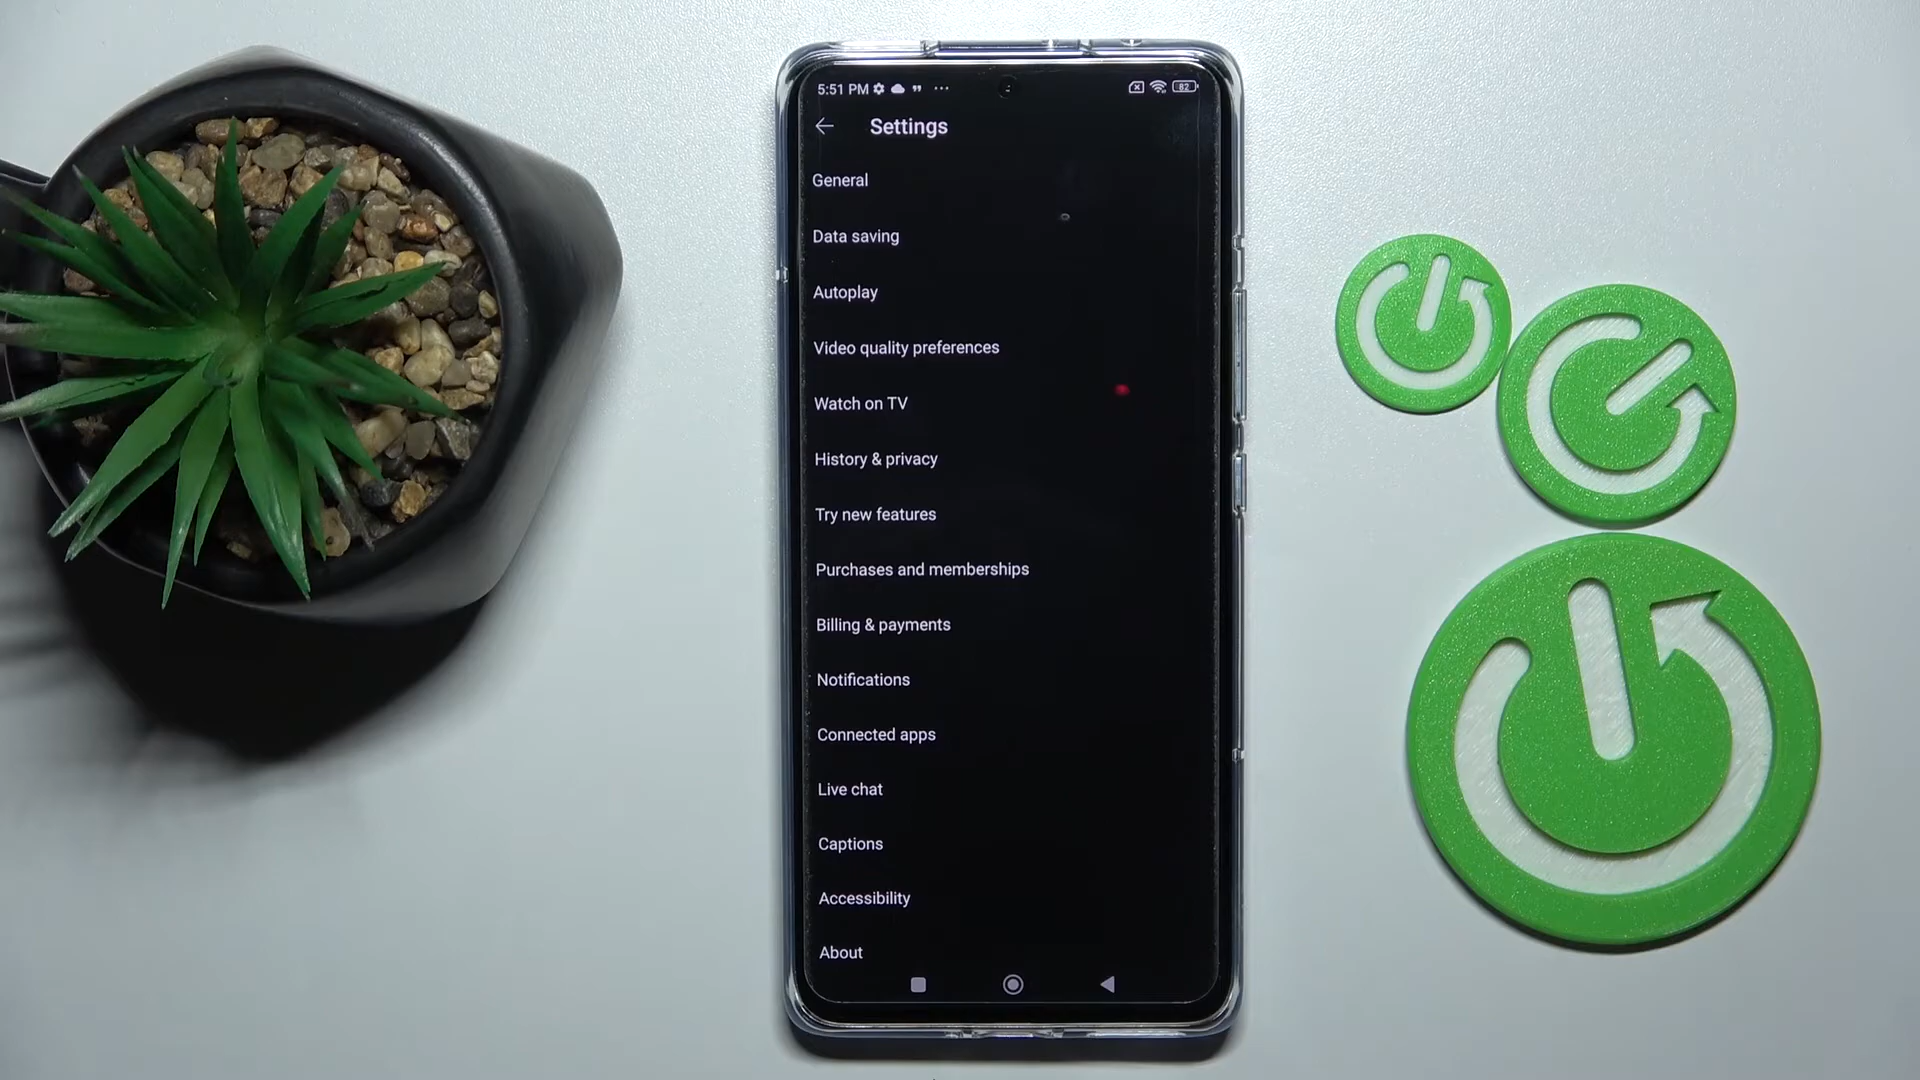 5:51 PM
82
Settings
General
Data saving
Autoplay
Video quality preferences
Watch on TV
History & privacy
Try new features
Purchases and memberships
Billing & payments
Notifications
Connected apps
Live chat
Captions
Accessibility
About